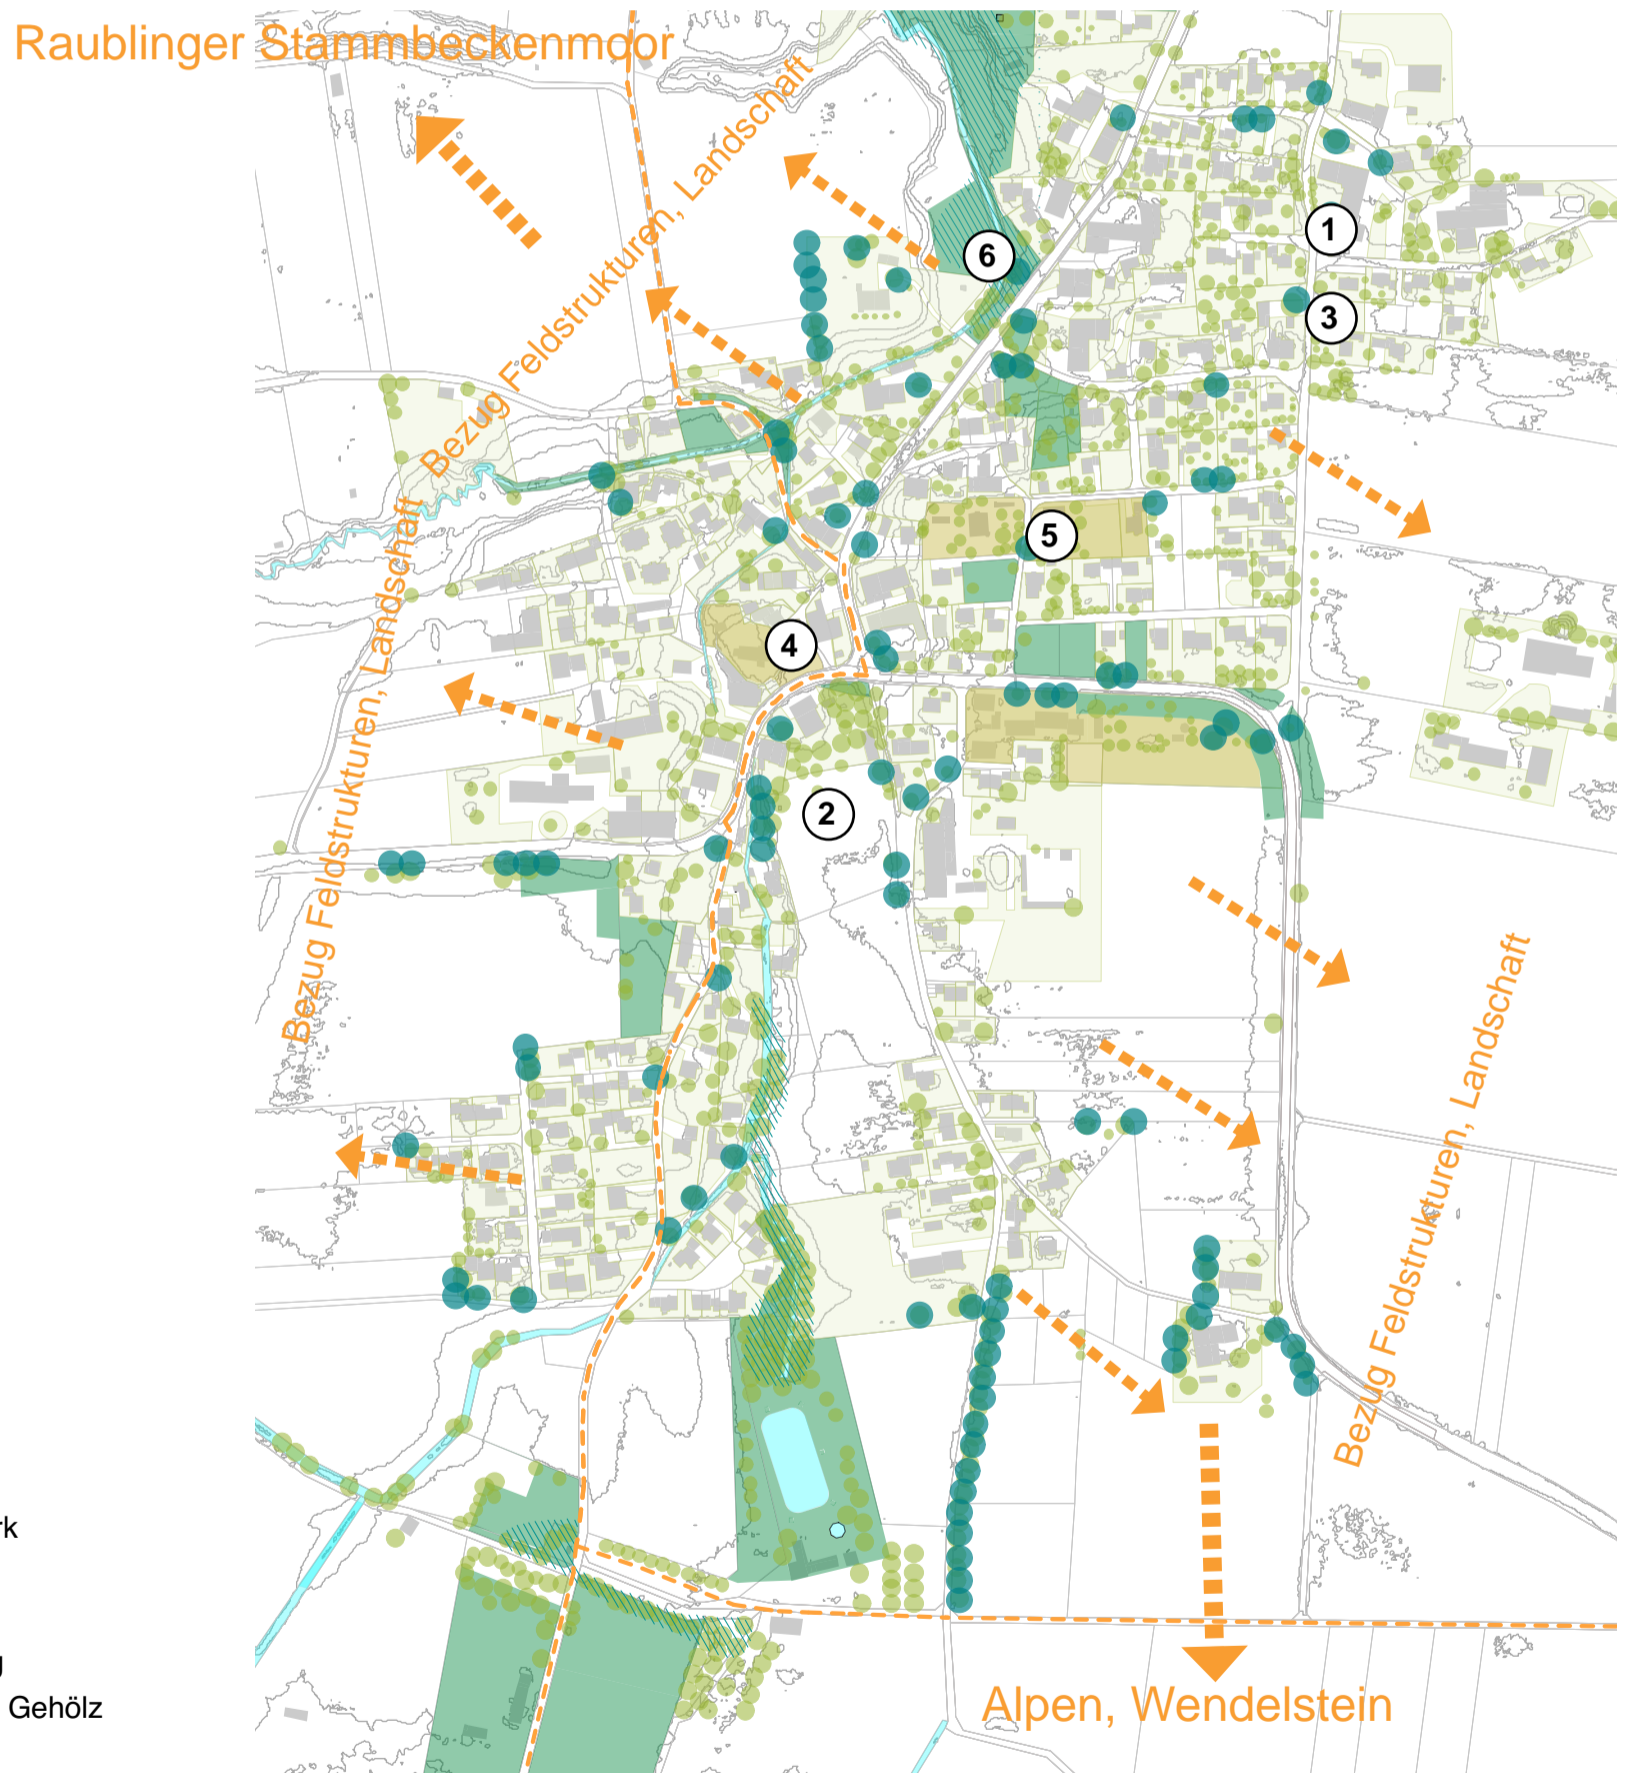 Raublinger Stammbeckenmoor
Bezug Feldstrukturen, Landschaft
6
1
3
5
Bezug Feldstrukturen, Landschaft
4
2
Bezug Feldstrukturen, Landschaft
rk
g
Gehölz
Alpen, Wendelstein